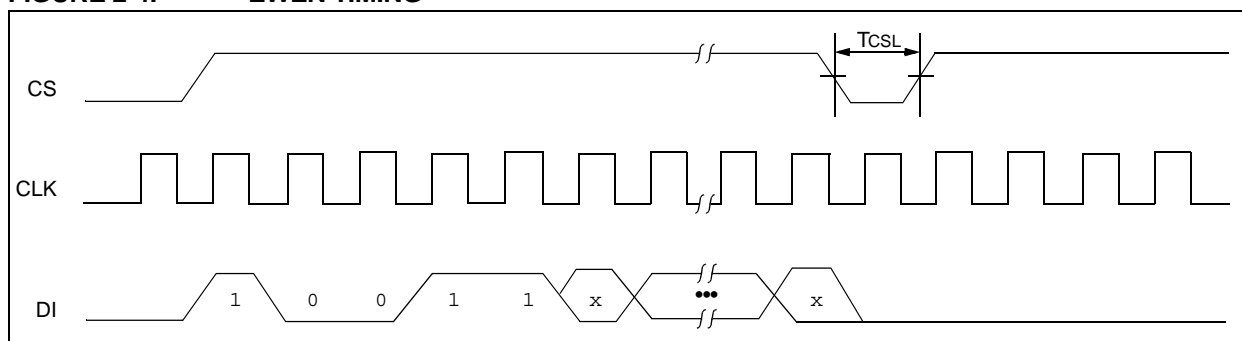 FIGURE 2-4: EWEN TIMING
TCSL
CS
CLK
DI
1 0 0 1 1 x ••• x